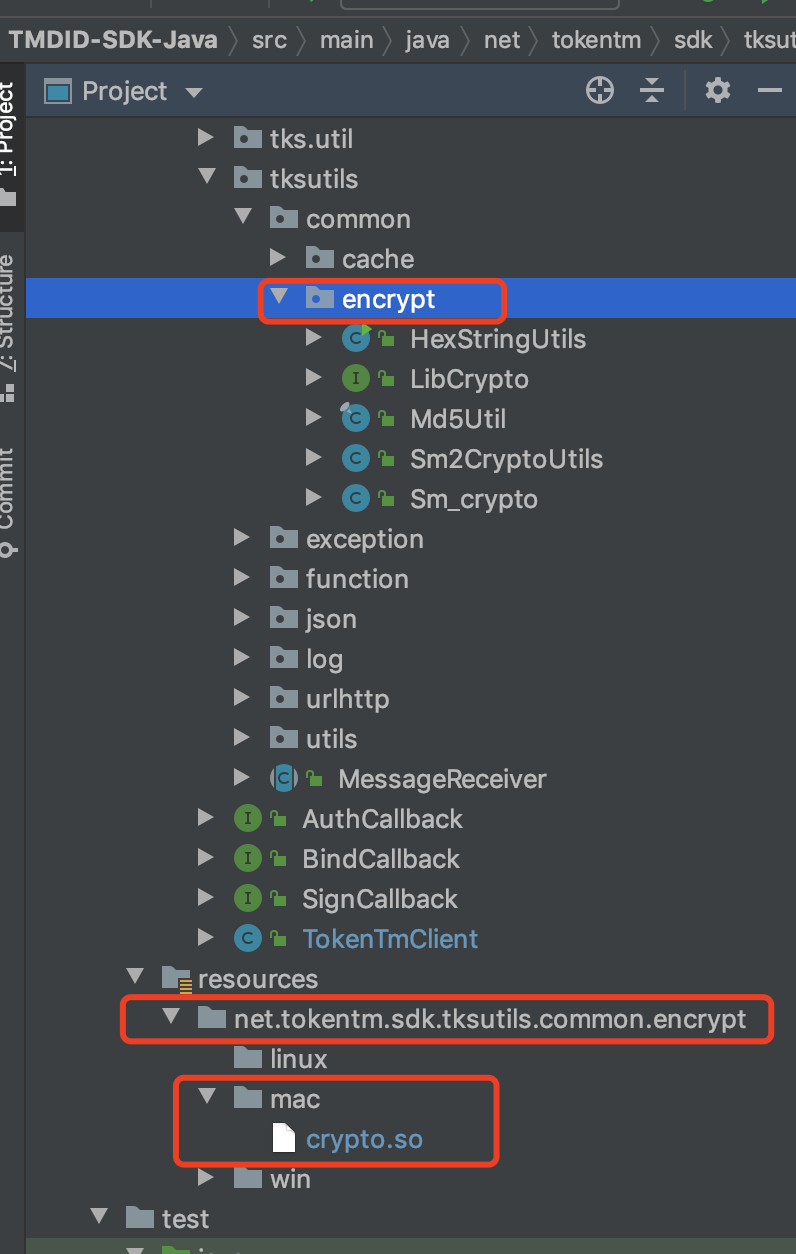 TMDID-SDK-Java src main java net tokentm sdk
Project
1: Project
tks.util
tksutils
common
cache
Z: Structure
encrypt
C HexStringUtils
I LibCrypto
C Md5Util
C Sm2CryptoUtils
Commit
C Sm_crypto
exception
function
json
log
urlhttp
utils
C MessageReceiver
I AuthCallback
I BindCallback
I SignCallback
C TokenTmClient
resources
net.tokentm.sdk.tksutils.common.encrypt
linux
mac
crypto.so
win
test